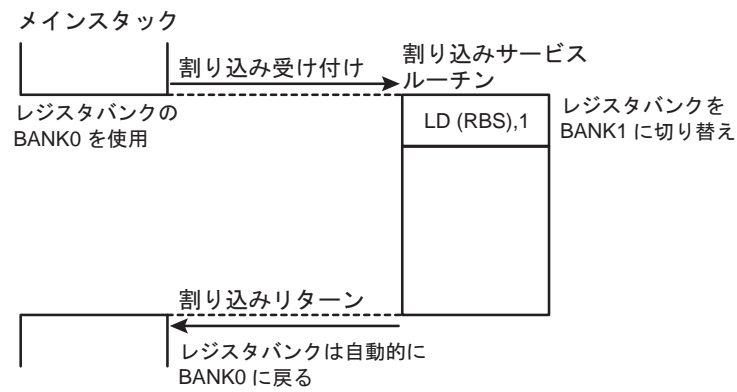 メインスタック
割り込み受け付け
割り込みサービス
ルーチン
レジスタバンクの
BANK0 を使用
LD (RBS),1
レジスタバンクを
BANK1 に切り替え
割り込みリターン
レジスタバンクは自動的に
BANK0 に戻る